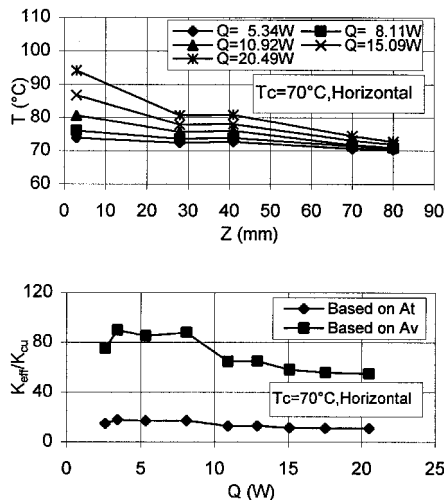 110
100
90
80
70
60
T (°C)
Q= 5.34W
Q= 8.11W
Q=10.92W
Q=15.09W
Q=20.49W
Tc=70°C,Horizontal
0 10 20 30 40 50 60 70 80 90
Z (mm)
120
80
40
0
Keff/Kcu
Based on At
Based on Av
Tc=70°C,Horizontal
0 5 10 15 20 25
Q (W)